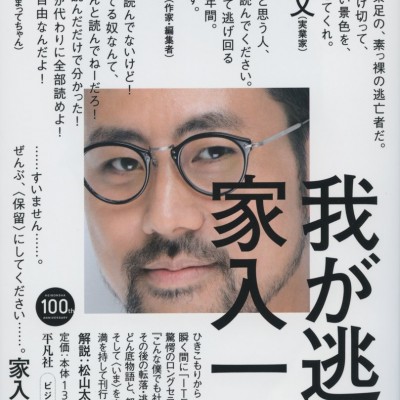 足の、素っ裸の逃亡者だ。
け切って、
い景色を、
てくれ。
文（実業家）
と思う人、
読んでください。
て逃げ回る
年間。
す。
（作家・編集者）
読んでないけど！
てる奴なんて、
んと読んでねーだろ！
んだだけで分かった！
が代わりに全部読めよ！
自由なんだよ！
まってちゃん）
我が逃
家入一
……すいません……。
ぜんぶ、〈保留〉にしてください……。
家入
ひきこもりから
瞬く間に「IT
驚愕のロングセラ
「こんな僕でも社
その後の転落・逃
どん底物語と、
そして〈いま〉を
満を持して刊行
解説：松山太
定価：本体13
平凡社
ビジ
HEIBONSHA
100th
ANNIVERSARY